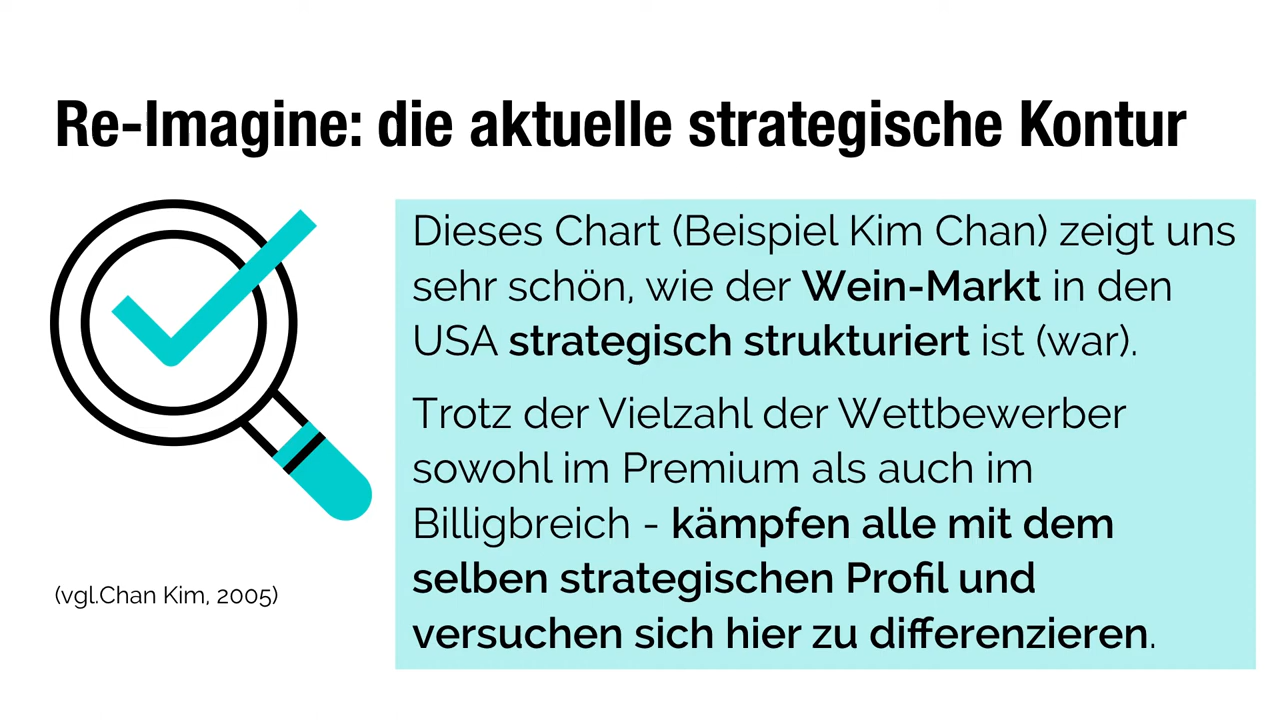 Re-Imagine: die aktuelle strategische Kontur
Dieses Chart (Beispiel Kim Chan) zeigt uns
sehr schön, wie der Wein-Markt in den
USA strategisch strukturiert ist (war).
Trotz der Vielzahl der Wettbewerber
sowohl im Premium als auch im
Billigbreich - kämpfen alle mit dem
selben strategischen Profil und
versuchen sich hier zu differenzieren.
(vgl.Chan Kim, 2005)